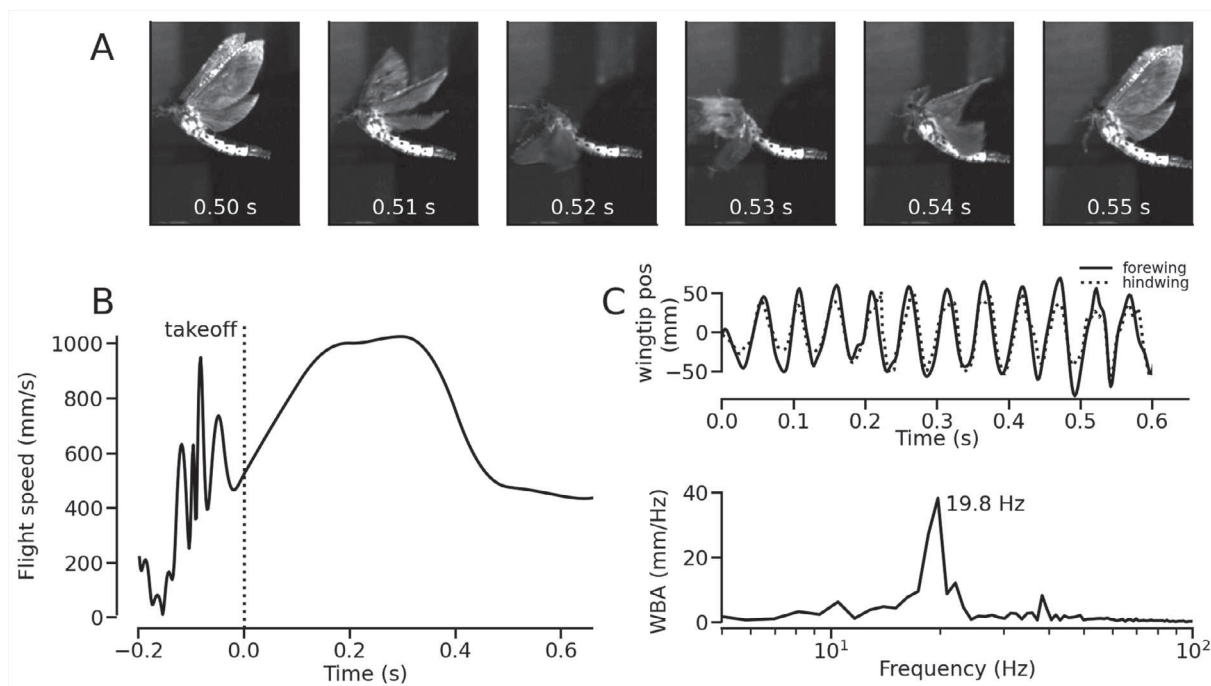 A
0.50 s 0.51 s 0.52 s 0.53 s 0.54 s 0.55 s
B
takeoff
Flight speed (mm/s)
1000
800
600
400
200
0
−0.2 0.0 0.2 0.4 0.6
Time (s)
C
forewing
hindwing
wingtip pos
(mm)
50
0
−50
0.0 0.1 0.2 0.3 0.4 0.5 0.6
Time (s)
WBA (mm/Hz)
40
20
0
19.8 Hz
10¹ 10²
Frequency (Hz)